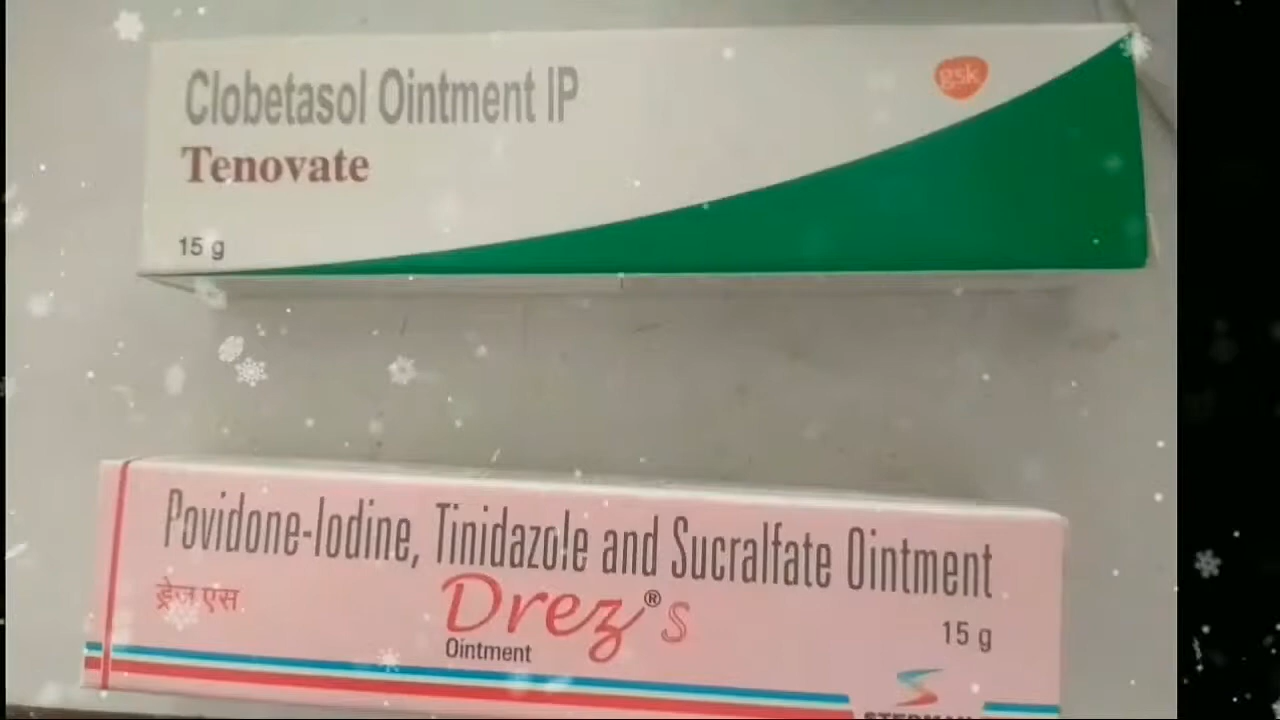 Clobetasol Ointment IP
gsk
Tenovate
15 g
Povidone-Iodine, Tinidazole and Sucralfate Ointment
ड्रेज़ एस
Drez® S
15 g
Ointment